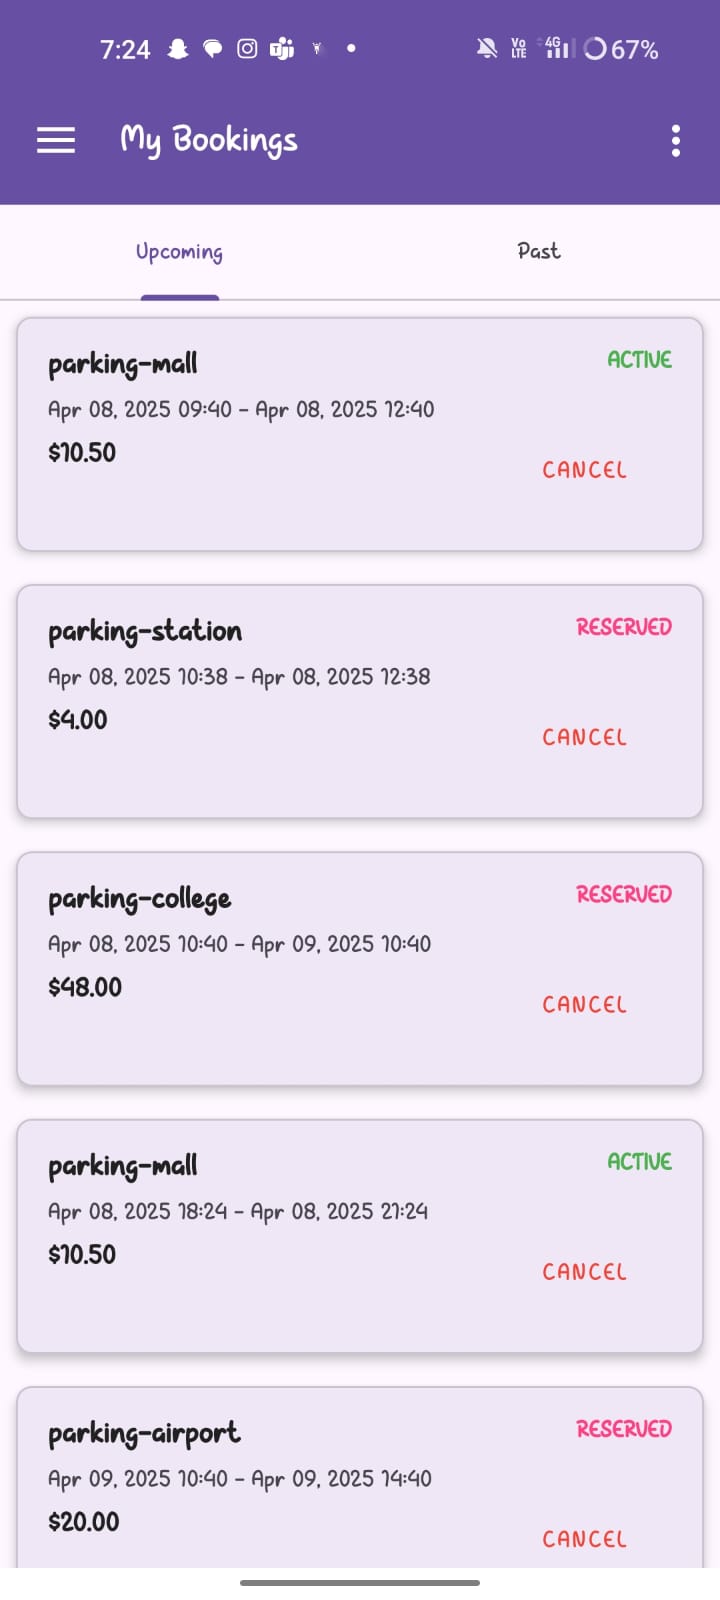 7:24
Vo LTE 4G 67%
My Bookings
Upcoming Past
parking-mall ACTIVE
Apr 08, 2025 09:40 - Apr 08, 2025 12:40
$10.50
CANCEL
parking-station RESERVED
Apr 08, 2025 10:38 - Apr 08, 2025 12:38
$4.00
CANCEL
parking-college RESERVED
Apr 08, 2025 10:40 - Apr 09, 2025 10:40
$48.00
CANCEL
parking-mall ACTIVE
Apr 08, 2025 18:24 - Apr 08, 2025 21:24
$10.50
CANCEL
parking-airport RESERVED
Apr 09, 2025 10:40 - Apr 09, 2025 14:40
$20.00
CANCEL